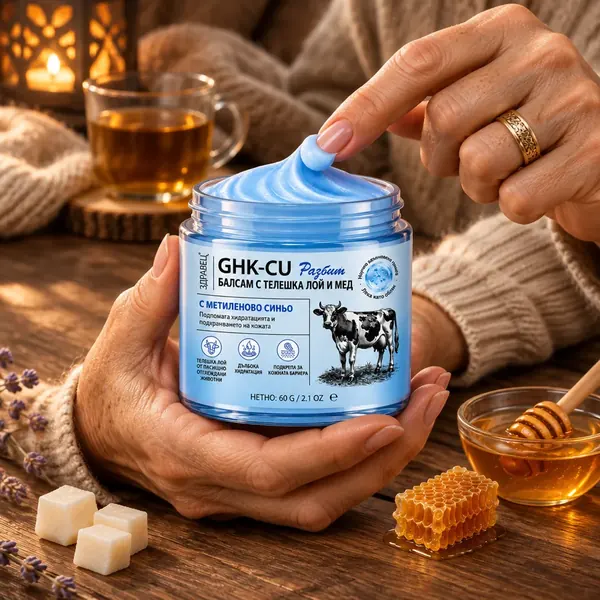 ЗДРАВЕЦ
GHK-CU Разбит
БАЛСАМ С ТЕЛЕШКА ЛОЙ И МЕД
С МЕТИЛЕНОВО СИНЬО
Подпомага хидратацията и
подхранването на кожата
ТЕЛЕШКА ЛОЙ
ОТ ПАСИЩНО
ОТГЛЕЖДАНИ
ЖИВОТНИ
ДЪЛБОКА
ХИДРАТАЦИЯ
ПОДКРЕПА ЗА
КОЖНАТА БАРИЕРА
НЕТНО: 60 G / 2.1 OZ ℮